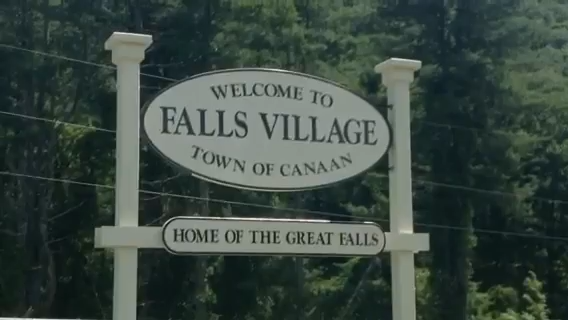 WELCOME TO
FALLS VILLAGE
TOWN OF CANAAN
HOME OF THE GREAT FALLS